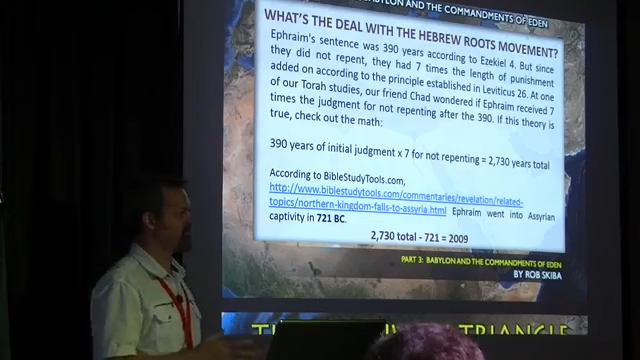 BABYLON AND THE COMMANDMENTS OF EDEN
WHAT'S THE DEAL WITH THE HEBREW ROOTS MOVEMENT?
Ephraim's sentence was 390 years according to Ezekiel 4. But since
they did not repent, they had 7 times the length of punishment
added on according to the principle established in Leviticus 26. At one
of our Torah studies, our friend Chad wondered if Ephraim received 7
times the judgment for not repenting after the 390. If this theory is
true, check out the math:
390 years of initial judgment x 7 for not repenting = 2,730 years total
According to BibleStudyTools.com,
http://www.biblestudytools.com/commentaries/revelation/related-
topics/northern-kingdom-falls-to-assyria.html Ephraim went into Assyrian
captivity in 721 BC.
2,730 total - 721 = 2009
PART 3: BABYLON AND THE COMMANDMENTS OF EDEN
BY ROB SKIBA
TRIANGLE